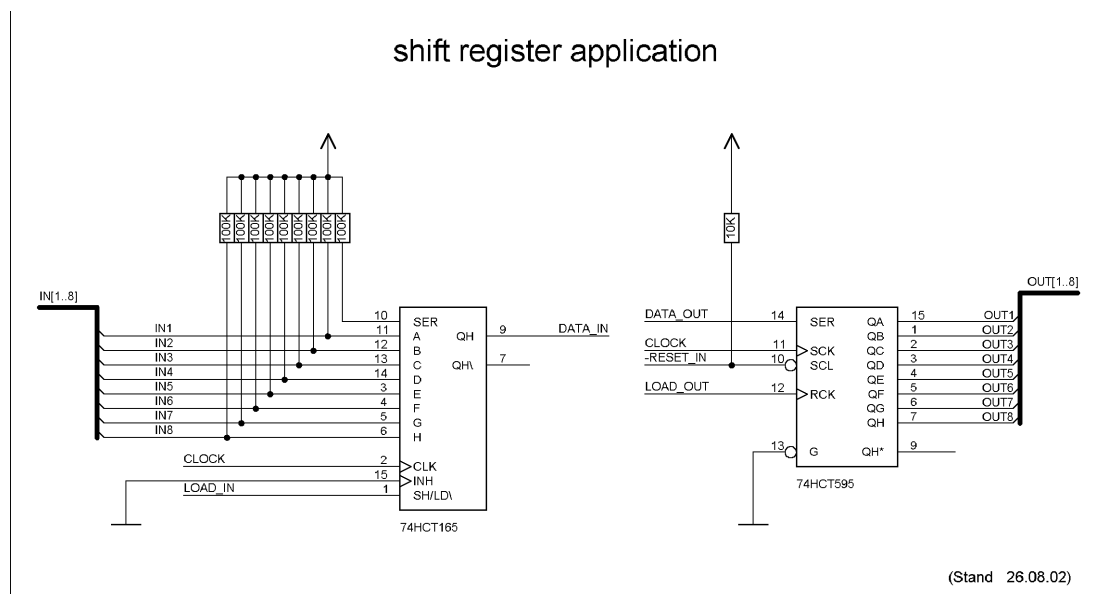 shift register application
100K
100K
100K
100K
100K
100K
100K
100K
100K
10K
IN[1..8]
IN1
IN2
IN3
IN4
IN5
IN6
IN7
IN8
CLOCK
LOAD_IN
10
11
12
13
14
3
4
5
6
2
15
1
SER
A
B
C
D
E
F
G
H
CLK
INH
SH/LD\
QH
QH\
9
7
DATA_IN
74HCT165
DATA_OUT
CLOCK
-RESET_IN
LOAD_OUT
14
11
10
12
13
SER
SCK
SCL
RCK
G
QA
QB
QC
QD
QE
QF
QG
QH
QH*
15
1
2
3
4
5
6
7
9
OUT1
OUT2
OUT3
OUT4
OUT5
OUT6
OUT7
OUT8
OUT[1..8]
74HCT595
(Stand 26.08.02)